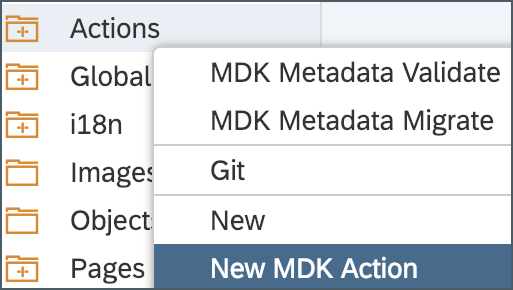 Actions
Global
MDK Metadata Validate
i18n
MDK Metadata Migrate
Images
Git
Objects
New
Pages
New MDK Action